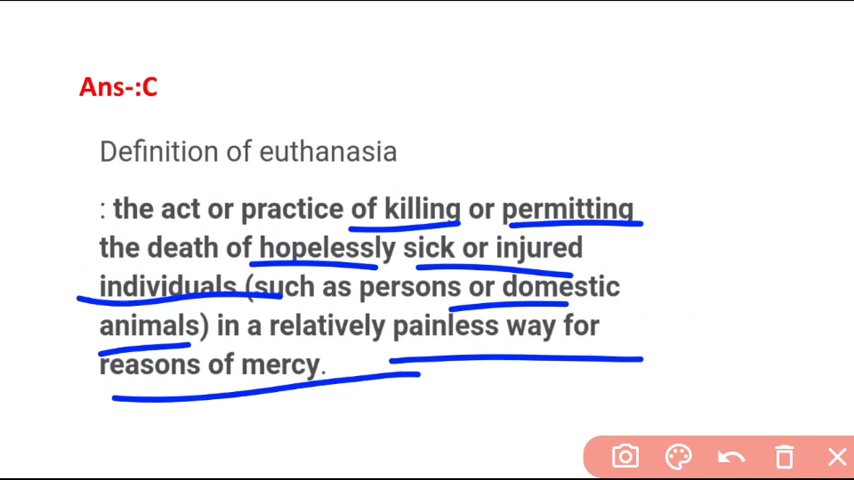 Ans-:C
Definition of euthanasia
: the act or practice of killing or permitting
the death of hopelessly sick or injured
individuals (such as persons or domestic
animals) in a relatively painless way for
reasons of mercy.